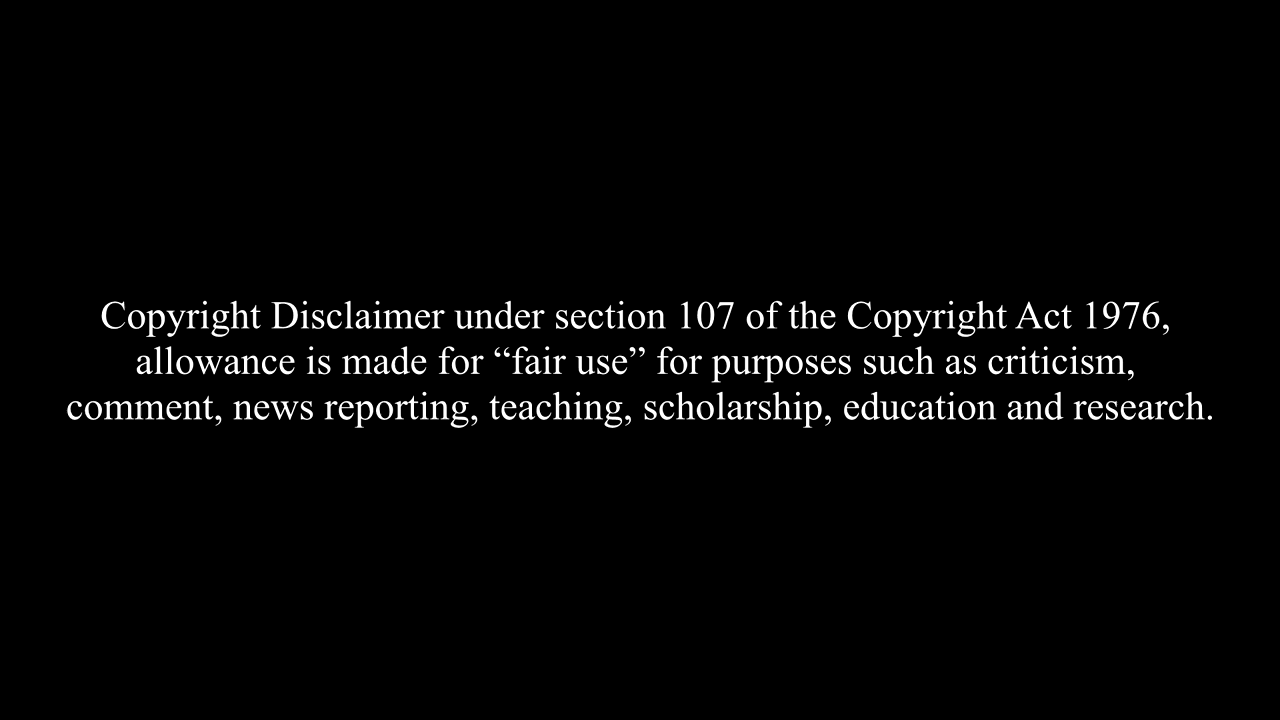 Copyright Disclaimer under section 107 of the Copyright Act 1976,
allowance is made for “fair use” for purposes such as criticism,
comment, news reporting, teaching, scholarship, education and research.